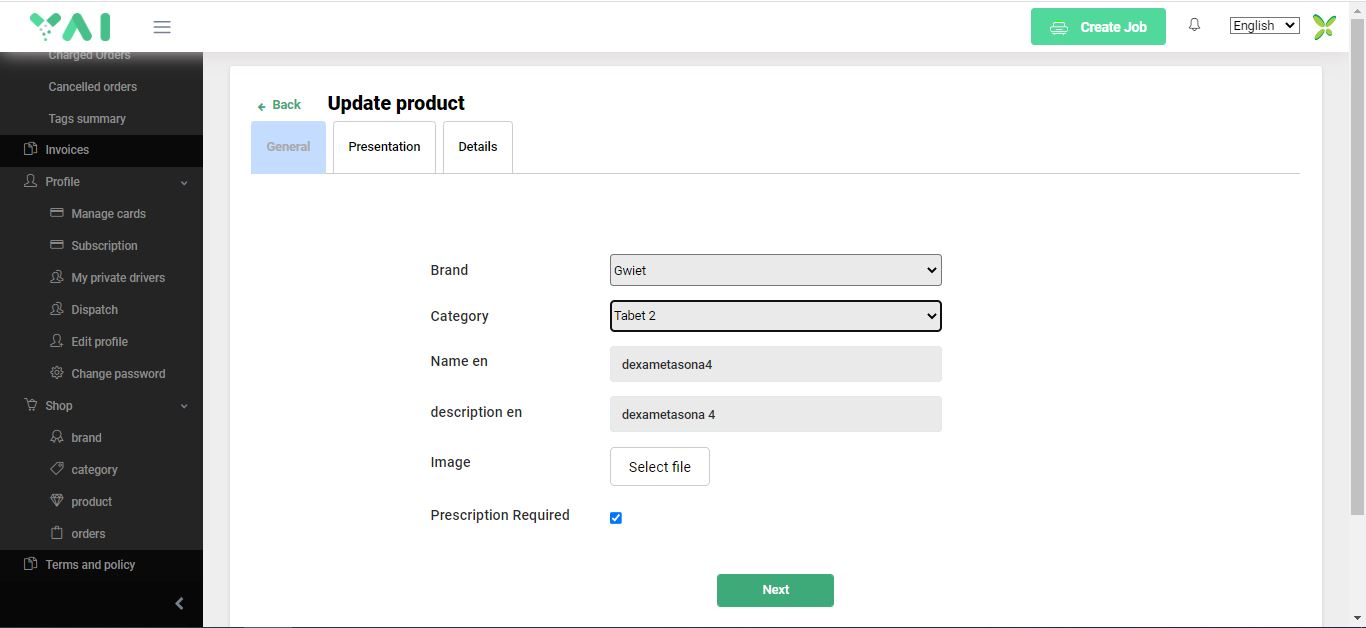 YAI
Create Job
English
Charged Orders
Cancelled orders
Tags summary
Invoices
Profile
Manage cards
Subscription
My private drivers
Dispatch
Edit profile
Change password
Shop
brand
category
product
orders
Terms and policy
Back
Update product
General
Presentation
Details
Brand
Gwiet
Category
Tabet 2
Name en
dexametasona4
description en
dexametasona 4
Image
Select file
Prescription Required
Next